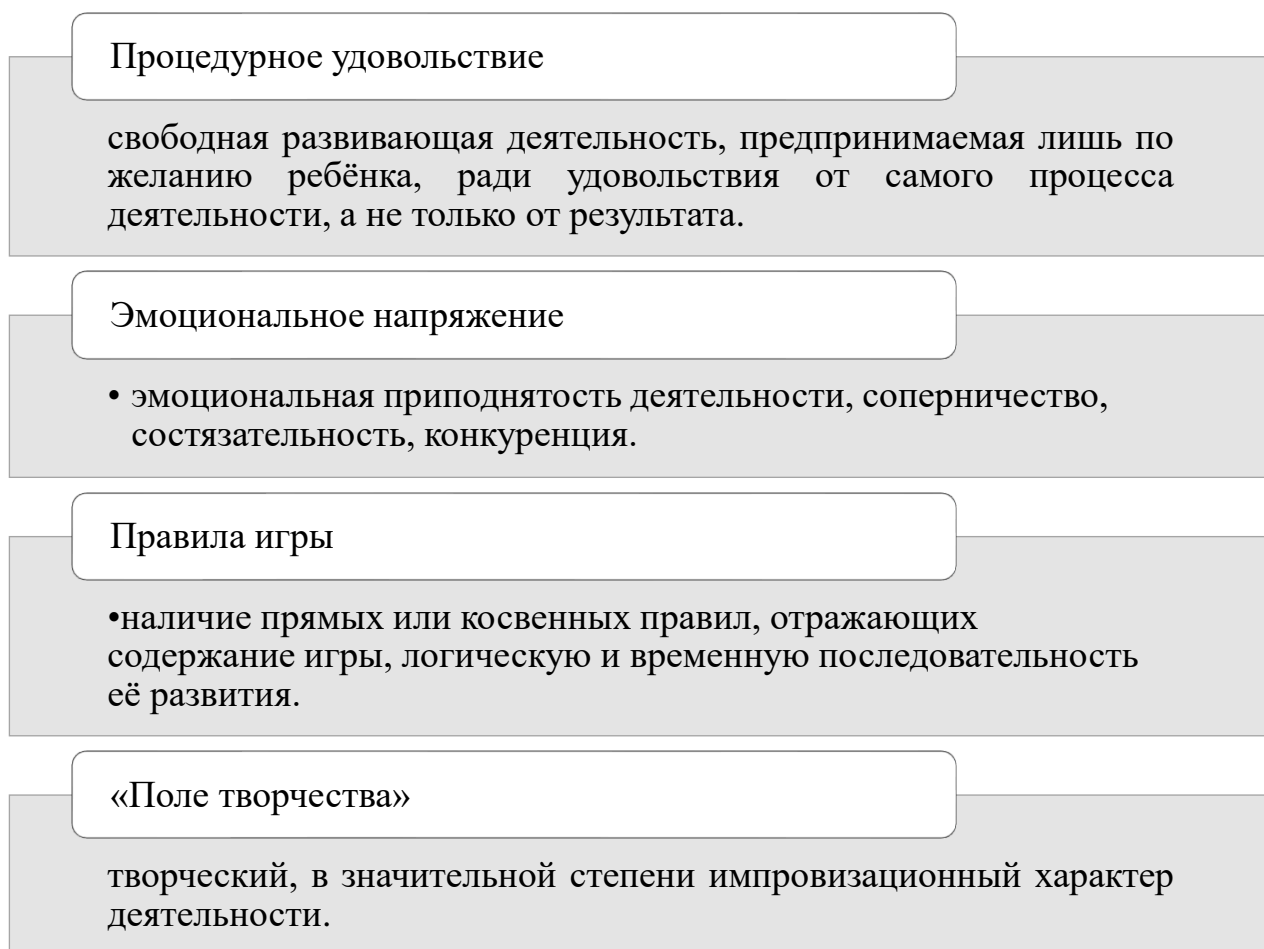 Процедурное удовольствие
свободная развивающая деятельность, предпринимаемая лишь по
желанию ребёнка, ради удовольствия от самого процесса
деятельности, а не только от результата.
Эмоциональное напряжение
• эмоциональная приподнятость деятельности, соперничество,
состязательность, конкуренция.
Правила игры
•наличие прямых или косвенных правил, отражающих
содержание игры, логическую и временную последовательность
её развития.
«Поле творчества»
творческий, в значительной степени импровизационный характер
деятельности.